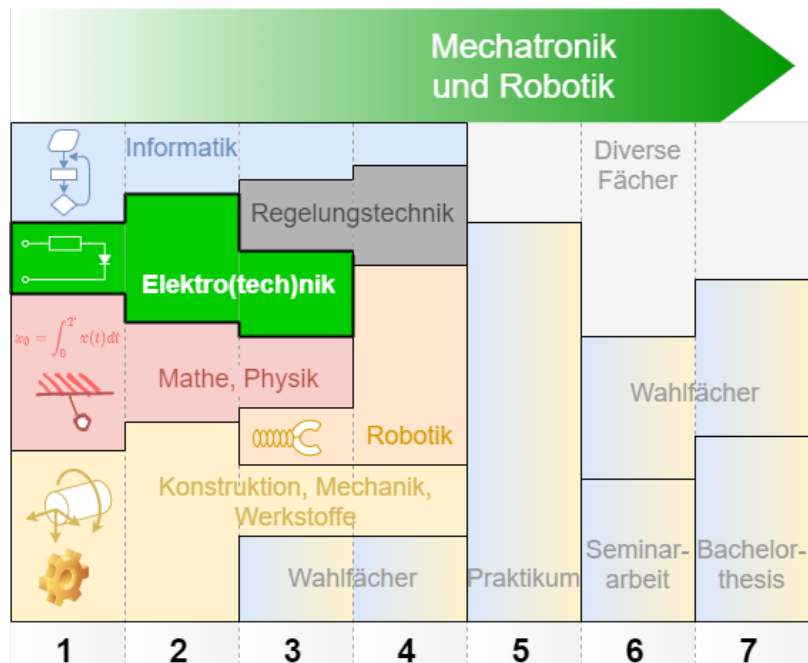 Mechatronik
und Robotik
Informatik
Diverse
Fächer
Regelungstechnik
Elektro(tech)nik
x₀ = ∫₀ᵀ x(t)dt
Mathe, Physik
Wahlfächer
Robotik
Konstruktion, Mechanik,
Werkstoffe
Wahlfächer
Praktikum
Seminar-
arbeit
Bachelor-
thesis
1 2 3 4 5 6 7